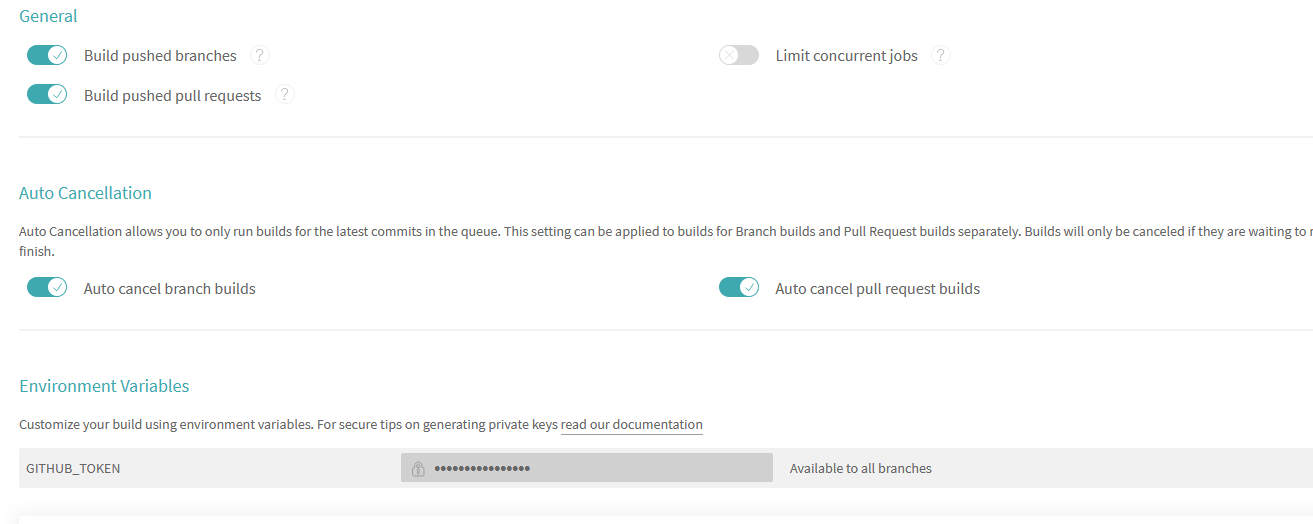 General
Build pushed branches ?
Limit concurrent jobs ?
Build pushed pull requests ?
Auto Cancellation
Auto Cancellation allows you to only run builds for the latest commits in the queue. This setting can be applied to builds for Branch builds and Pull Request builds separately. Builds will only be canceled if they are waiting to
finish.
Auto cancel branch builds
Auto cancel pull request builds
Environment Variables
Customize your build using environment variables. For secure tips on generating private keys read our documentation
GITHUB_TOKEN
••••••••••••••••
Available to all branches